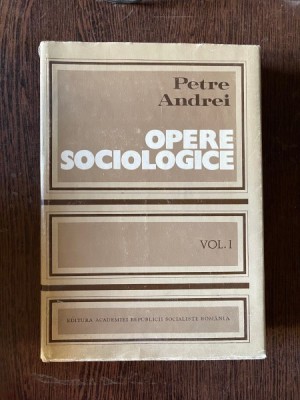 Petre
Andrei
OPERE
SOCIOLOGICE
VOL. I
EDITURA ACADEMIEI REPUBLICII SOCIALISTE ROMÂNIA